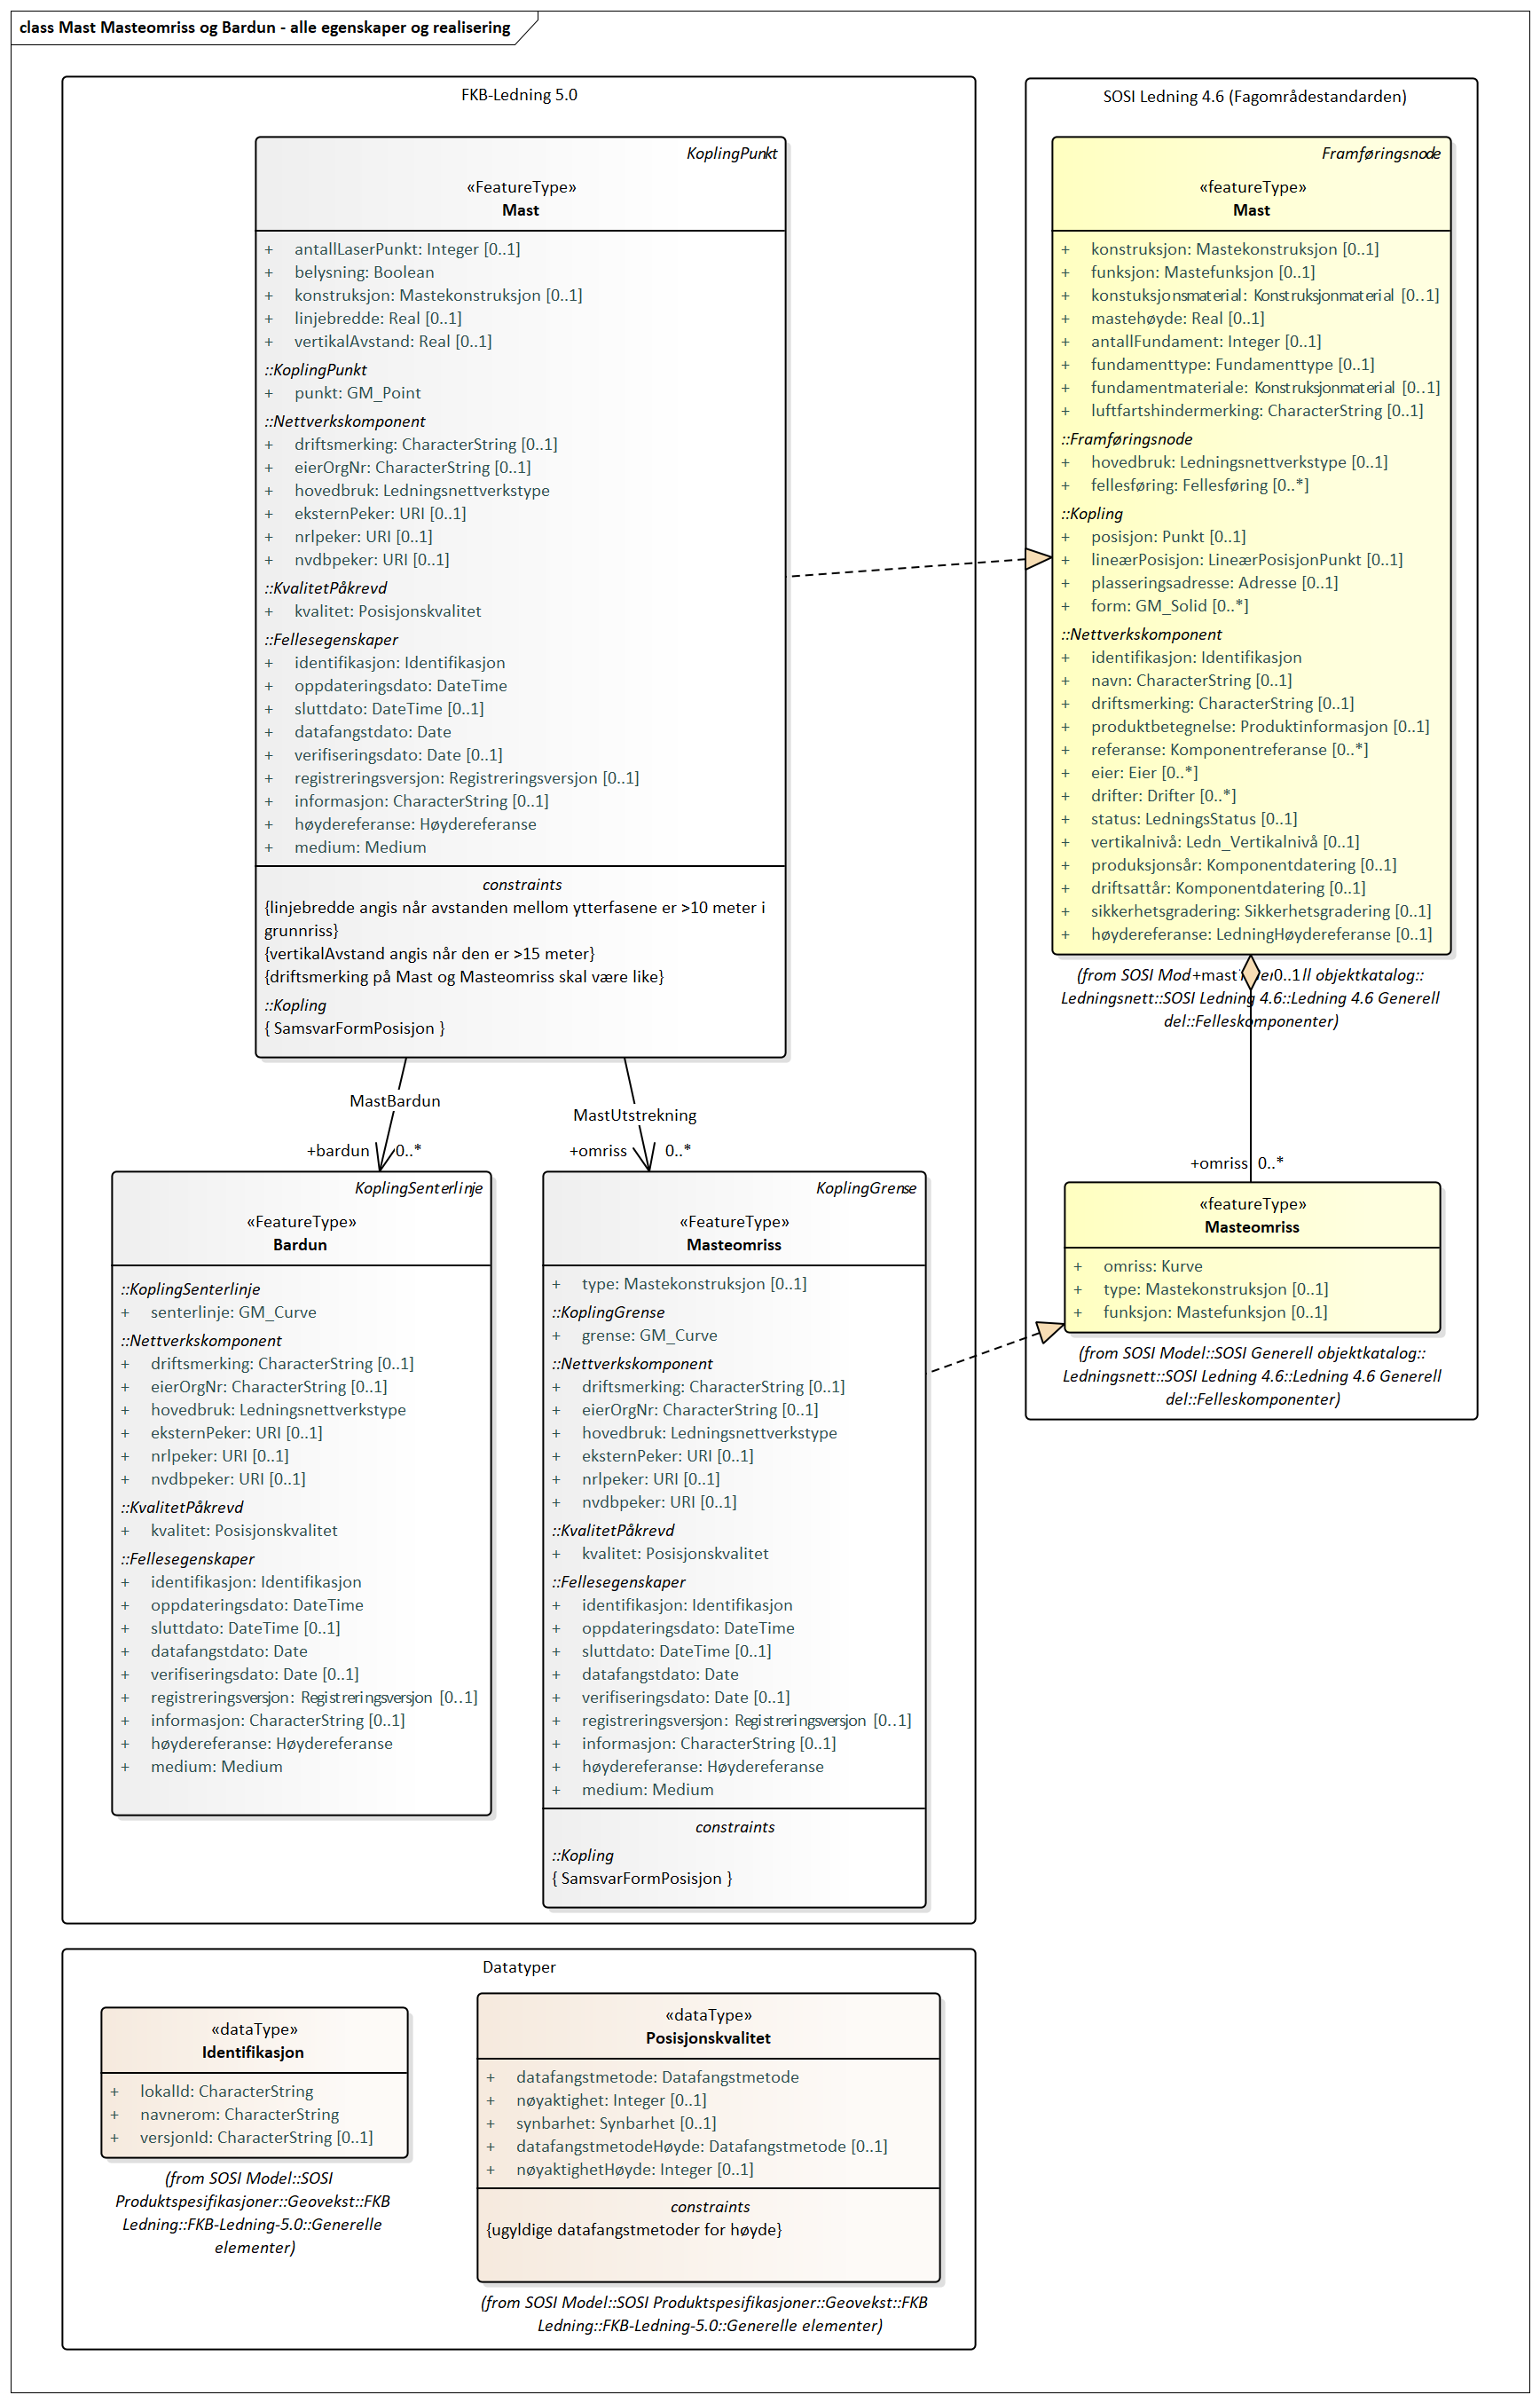 class Mast Masteomriss og Bardun - alle egenskaper og realisering
FKB-Ledning 5.0
KoplingPunkt
«FeatureType»
Mast
+ antallLaserPunkt: Integer [0..1]
+ belysning: Boolean
+ konstruksjon: Mastekonstruksjon [0..1]
+ linjebredde: Real [0..1]
+ vertikalAvstand: Real [0..1]
::KoplingPunkt
+ punkt: GM_Point
::Nettverkskomponent
+ driftsmerking: CharacterString [0..1]
+ eierOrgNr: CharacterString [0..1]
+ hovedbruk: Ledningsnettverkstype
+ eksternPeker: URI [0..1]
+ nrlpeker: URI [0..1]
+ nvdbpeker: URI [0..1]
::KvalitetPåkrevd
+ kvalitet: Posisjonskvalitet
::Fellesegenskaper
+ identifikasjon: Identifikasjon
+ oppdateringsdato: DateTime
+ sluttdato: DateTime [0..1]
+ datafangstdato: Date
+ verifiseringsdato: Date [0..1]
+ registreringsversjon: Registreringsversjon [0..1]
+ informasjon: CharacterString [0..1]
+ høydereferanse: Høydereferanse
+ medium: Medium
constraints
{linjebredde angis når avstanden mellom ytterfasene er >10 meter i
grunnriss}
{vertikalAvstand angis når den er >15 meter}
{driftsmerking på Mast og Masteomriss skal være like}
::Kopling
{ SamsvarFormPosisjon }
MastBardun
+bardun 0..*
MastUtstrekning
+omriss 0..*
KoplingSenterlinje
«FeatureType»
Bardun
::KoplingSenterlinje
+ senterlinje: GM_Curve
::Nettverkskomponent
+ driftsmerking: CharacterString [0..1]
+ eierOrgNr: CharacterString [0..1]
+ hovedbruk: Ledningsnettverkstype
+ eksternPeker: URI [0..1]
+ nrlpeker: URI [0..1]
+ nvdbpeker: URI [0..1]
::KvalitetPåkrevd
+ kvalitet: Posisjonskvalitet
::Fellesegenskaper
+ identifikasjon: Identifikasjon
+ oppdateringsdato: DateTime
+ sluttdato: DateTime [0..1]
+ datafangstdato: Date
+ verifiseringsdato: Date [0..1]
+ registreringsversjon: Registreringsversjon [0..1]
+ informasjon: CharacterString [0..1]
+ høydereferanse: Høydereferanse
+ medium: Medium
KoplingGrense
«FeatureType»
Masteomriss
+ type: Mastekonstruksjon [0..1]
::KoplingGrense
+ grense: GM_Curve
::Nettverkskomponent
+ driftsmerking: CharacterString [0..1]
+ eierOrgNr: CharacterString [0..1]
+ hovedbruk: Ledningsnettverkstype
+ eksternPeker: URI [0..1]
+ nrlpeker: URI [0..1]
+ nvdbpeker: URI [0..1]
::KvalitetPåkrevd
+ kvalitet: Posisjonskvalitet
::Fellesegenskaper
+ identifikasjon: Identifikasjon
+ oppdateringsdato: DateTime
+ sluttdato: DateTime [0..1]
+ datafangstdato: Date
+ verifiseringsdato: Date [0..1]
+ registreringsversjon: Registreringsversjon [0..1]
+ informasjon: CharacterString [0..1]
+ høydereferanse: Høydereferanse
+ medium: Medium
constraints
::Kopling
{ SamsvarFormPosisjon }
SOSI Ledning 4.6 (Fagområdestandarden)
Framføringsnode
«featureType»
Mast
+ konstruksjon: Mastekonstruksjon [0..1]
+ funksjon: Mastefunksjon [0..1]
+ konstuksjonsmaterial: Konstruksjonmaterial [0..1]
+ mastehøyde: Real [0..1]
+ antallFundament: Integer [0..1]
+ fundamenttype: Fundamenttype [0..1]
+ fundamentmateriale: Konstruksjonmaterial [0..1]
+ luftfartshindermerking: CharacterString [0..1]
::Framføringsnode
+ hovedbruk: Ledningsnettverkstype [0..1]
+ fellesføring: Fellesføring [0..*]
::Kopling
+ posisjon: Punkt [0..1]
+ lineærPosisjon: LineærPosisjonPunkt [0..1]
+ plasseringsadresse: Adresse [0..1]
+ form: GM_Solid [0..*]
::Nettverkskomponent
+ identifikasjon: Identifikasjon
+ navn: CharacterString [0..1]
+ driftsmerking: CharacterString [0..1]
+ produktbetegnelse: Produktinformasjon [0..1]
+ referanse: Komponentreferanse [0..*]
+ eier: Eier [0..*]
+ drifter: Drifter [0..*]
+ status: LedningsStatus [0..1]
+ vertikalnivå: Ledn_Vertikalnivå [0..1]
+ produksjonsår: Komponentdatering [0..1]
+ driftsattår: Komponentdatering [0..1]
+ sikkerhetsgradering: Sikkerhetsgradering [0..1]
+ høydereferanse: LedningHøydereferanse [0..1]
(from SOSI +mast 0..1 objektkatalog::
Ledningsnett::SOSI Ledning 4.6::Ledning 4.6 Generell
del::Felleskomponenter)
+omriss 0..*
«featureType»
Masteomriss
+ omriss: Kurve
+ type: Mastekonstruksjon [0..1]
+ funksjon: Mastefunksjon [0..1]
(from SOSI Model::SOSI Generell objektkatalog::
Ledningsnett::SOSI Ledning 4.6::Ledning 4.6 Generell
del::Felleskomponenter)
Datatyper
«dataType»
Identifikasjon
+ lokalId: CharacterString
+ navnerom: CharacterString
+ versjonId: CharacterString [0..1]
(from SOSI Model::SOSI
Produktspesifikasjoner::Geovekst::FKB
Ledning::FKB-Ledning-5.0::Generelle
elementer)
«dataType»
Posisjonskvalitet
+ datafangstmetode: Datafangstmetode
+ nøyaktighet: Integer [0..1]
+ synbarhet: Synbarhet [0..1]
+ datafangstmetodeHøyde: Datafangstmetode [0..1]
+ nøyaktighetHøyde: Integer [0..1]
constraints
{ugyldige datafangstmetoder for høyde}
(from SOSI Model::SOSI Produktspesifikasjoner::Geovekst::FKB
Ledning::FKB-Ledning-5.0::Generelle elementer)